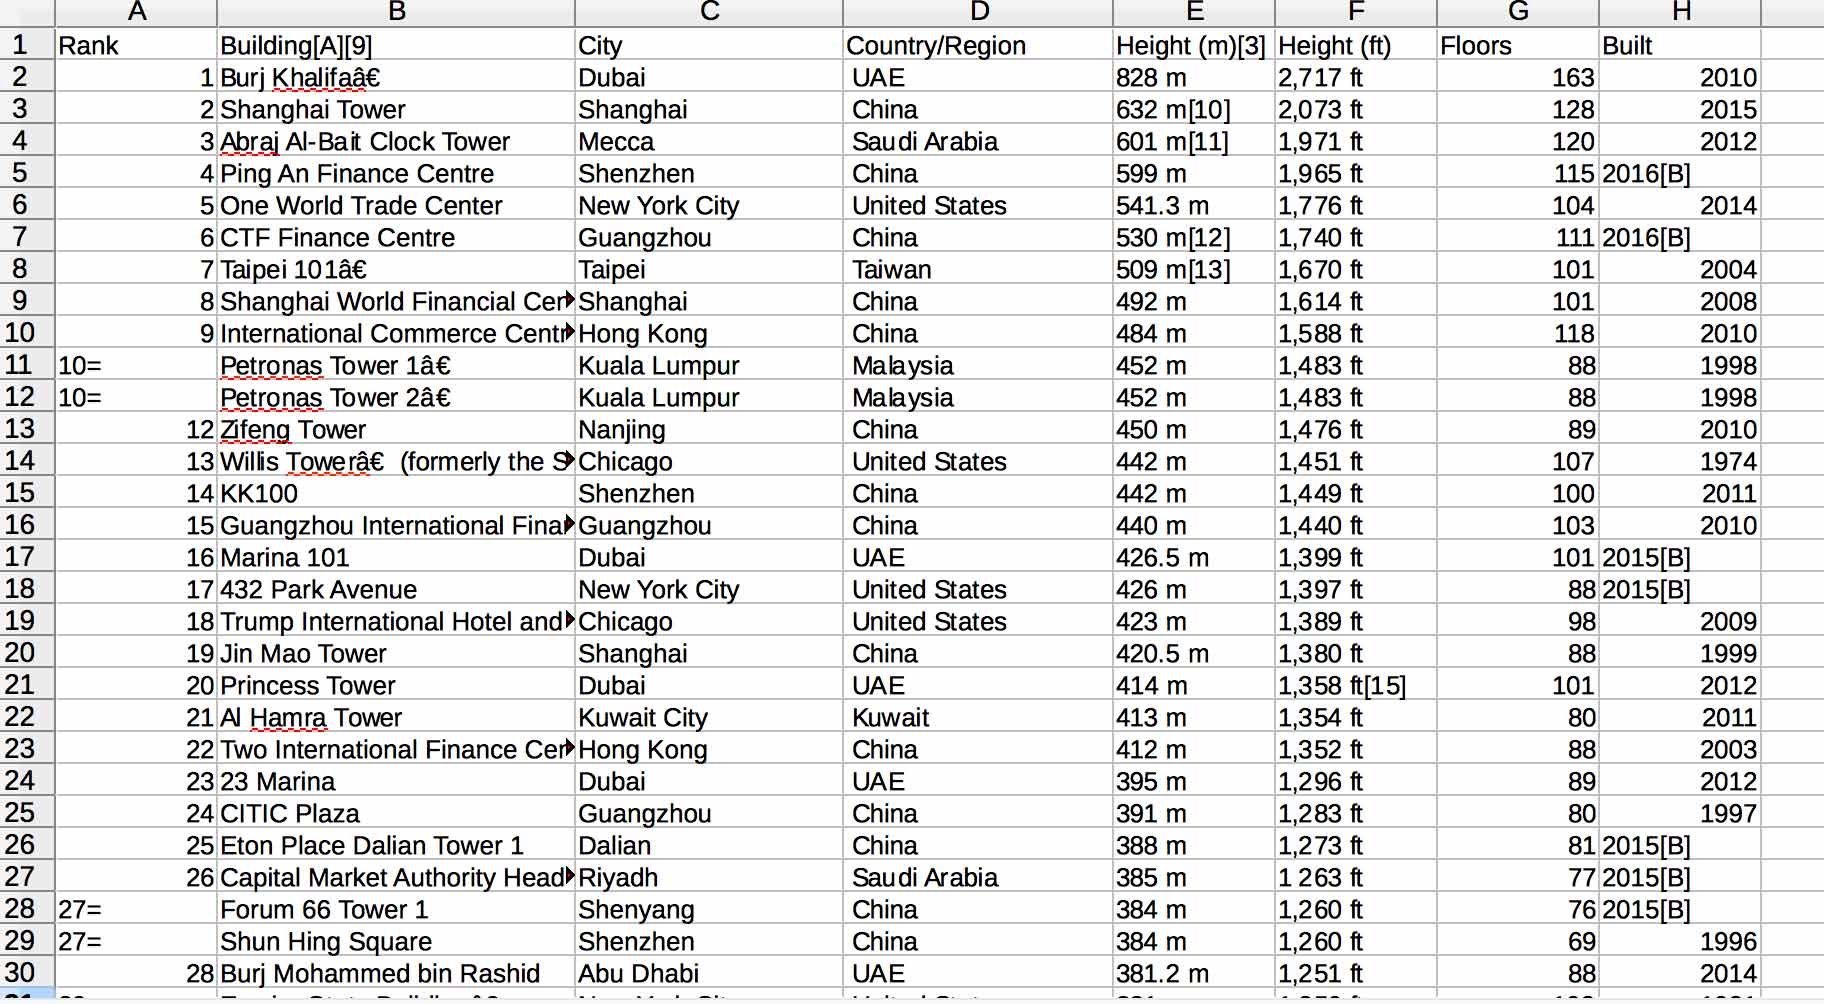 A B C D E F G H
1 Rank Building[A][9] City Country/Region Height (m)[3] Height (ft) Floors Built
2 1 Burj Khalifaâ€ Dubai UAE 828 m 2,717 ft 163 2010
3 2 Shanghai Tower Shanghai China 632 m[10] 2,073 ft 128 2015
4 3 Abraj Al-Bait Clock Tower Mecca Saudi Arabia 601 m[11] 1,971 ft 120 2012
5 4 Ping An Finance Centre Shenzhen China 599 m 1,965 ft 115 2016[B]
6 5 One World Trade Center New York City United States 541.3 m 1,776 ft 104 2014
7 6 CTF Finance Centre Guangzhou China 530 m[12] 1,740 ft 111 2016[B]
8 7 Taipei 101â€ Taipei Taiwan 509 m[13] 1,670 ft 101 2004
9 8 Shanghai World Financial Cen Shanghai China 492 m 1,614 ft 101 2008
10 9 International Commerce Centr Hong Kong China 484 m 1,588 ft 118 2010
11 10= Petronas Tower 1â€ Kuala Lumpur Malaysia 452 m 1,483 ft 88 1998
12 10= Petronas Tower 2â€ Kuala Lumpur Malaysia 452 m 1,483 ft 88 1998
13 12 Zifeng Tower Nanjing China 450 m 1,476 ft 89 2010
14 13 Willis Towerâ€ (formerly the S Chicago United States 442 m 1,451 ft 107 1974
15 14 KK100 Shenzhen China 442 m 1,449 ft 100 2011
16 15 Guangzhou International Finan Guangzhou China 440 m 1,440 ft 103 2010
17 16 Marina 101 Dubai UAE 426.5 m 1,399 ft 101 2015[B]
18 17 432 Park Avenue New York City United States 426 m 1,397 ft 88 2015[B]
19 18 Trump International Hotel and Chicago United States 423 m 1,389 ft 98 2009
20 19 Jin Mao Tower Shanghai China 420.5 m 1,380 ft 88 1999
21 20 Princess Tower Dubai UAE 414 m 1,358 ft[15] 101 2012
22 21 Al Hamra Tower Kuwait City Kuwait 413 m 1,354 ft 80 2011
23 22 Two International Finance Cen Hong Kong China 412 m 1,352 ft 88 2003
24 23 23 Marina Dubai UAE 395 m 1,296 ft 89 2012
25 24 CITIC Plaza Guangzhou China 391 m 1,283 ft 80 1997
26 25 Eton Place Dalian Tower 1 Dalian China 388 m 1,273 ft 81 2015[B]
27 26 Capital Market Authority Head Riyadh Saudi Arabia 385 m 1 263 ft 77 2015[B]
28 27= Forum 66 Tower 1 Shenyang China 384 m 1,260 ft 76 2015[B]
29 27= Shun Hing Square Shenzhen China 384 m 1,260 ft 69 1996
30 28 Burj Mohammed bin Rashid Abu Dhabi UAE 381.2 m 1,251 ft 88 2014